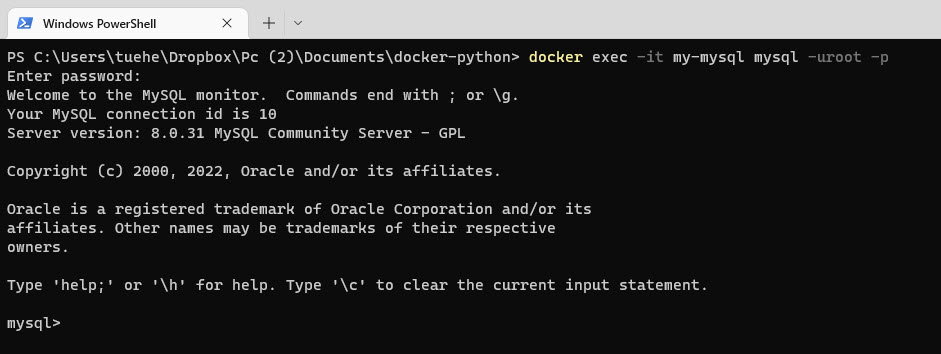 Windows PowerShell
PS C:\Users\tuehe\Dropbox\Pc (2)\Documents\docker-python> docker exec -it my-mysql mysql -uroot -p
Enter password:
Welcome to the MySQL monitor.  Commands end with ; or \g.
Your MySQL connection id is 10
Server version: 8.0.31 MySQL Community Server - GPL
Copyright (c) 2000, 2022, Oracle and/or its affiliates.
Oracle is a registered trademark of Oracle Corporation and/or its
affiliates. Other names may be trademarks of their respective
owners.
Type 'help;' or '\h' for help. Type '\c' to clear the current input statement.
mysql>